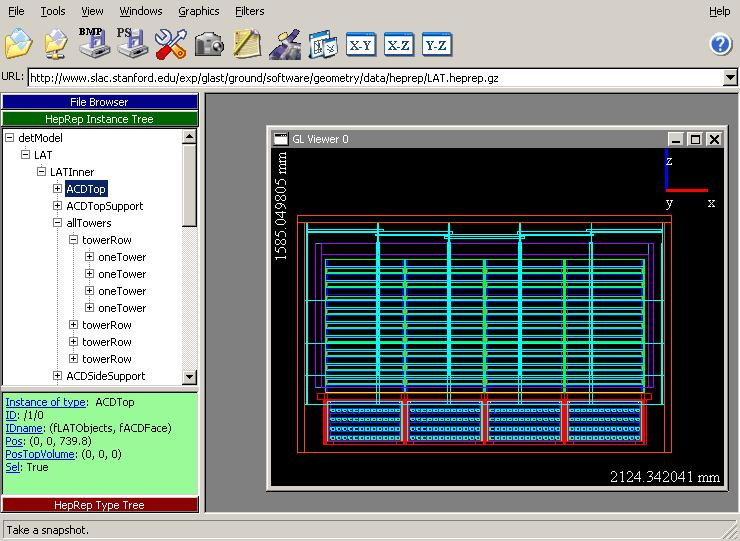 File Tools View Windows Graphics Filters Help
BMP PS X-Y X-Z Y-Z ?
URL: http://www.slac.stanford.edu/exp/glast/ground/software/geometry/data/heprep/LAT.heprep.gz
File Browser
HepRep Instance Tree
detModel
LAT
LATInner
ACDTop
ACDTopSupport
allTowers
towerRow
oneTower
oneTower
oneTower
oneTower
towerRow
towerRow
towerRow
ACDSideSupport
Instance of type: ACDTop
ID: /1/0
IDname: (fLATObjects, fACDFace)
Pos: (0, 0, 739.8)
PosTopVolume: (0, 0, 0)
Sel: True
HepRep Type Tree
GL Viewer 0
1585.049805 mm
z
y x
2124.342041 mm
Take a snapshot.